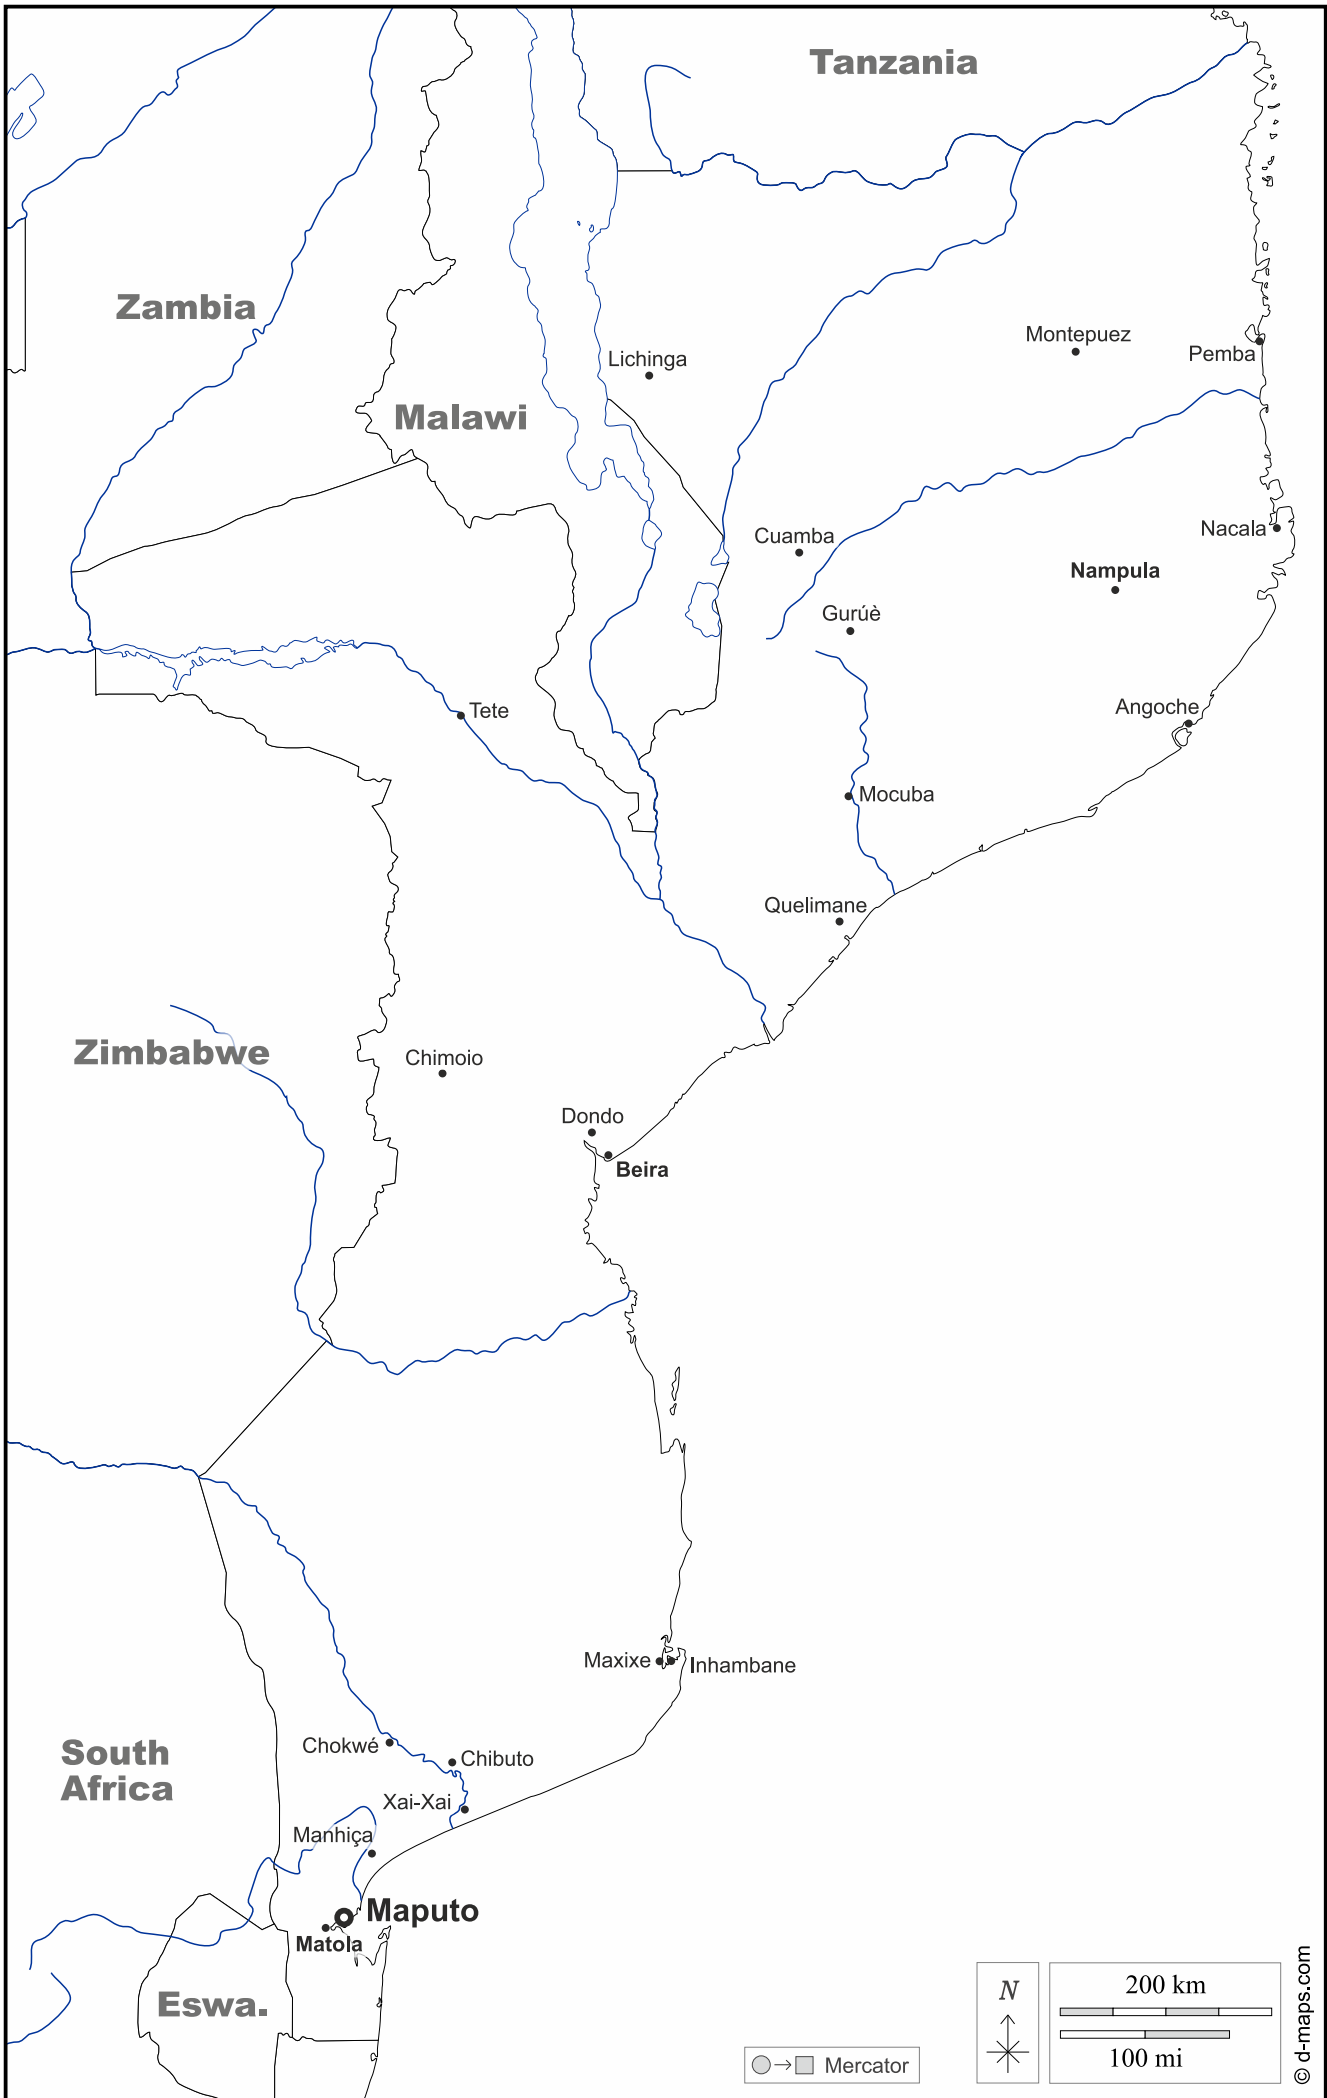 Tanzania
Zambia
Montepuez
Pemba
Lichinga
Malawi
Nacala
Cuamba
Nampula
Gurúè
Angoche
Tete
Mocuba
Quelimane
Zimbabwe
Chimoio
Dondo
Beira
Maxixe
Inhambane
Chokwé
South
Africa
Chibuto
Xai-Xai
Manhiça
Maputo
Matola
Eswa.
N
200 km
100 mi
Mercator
© d-maps.com